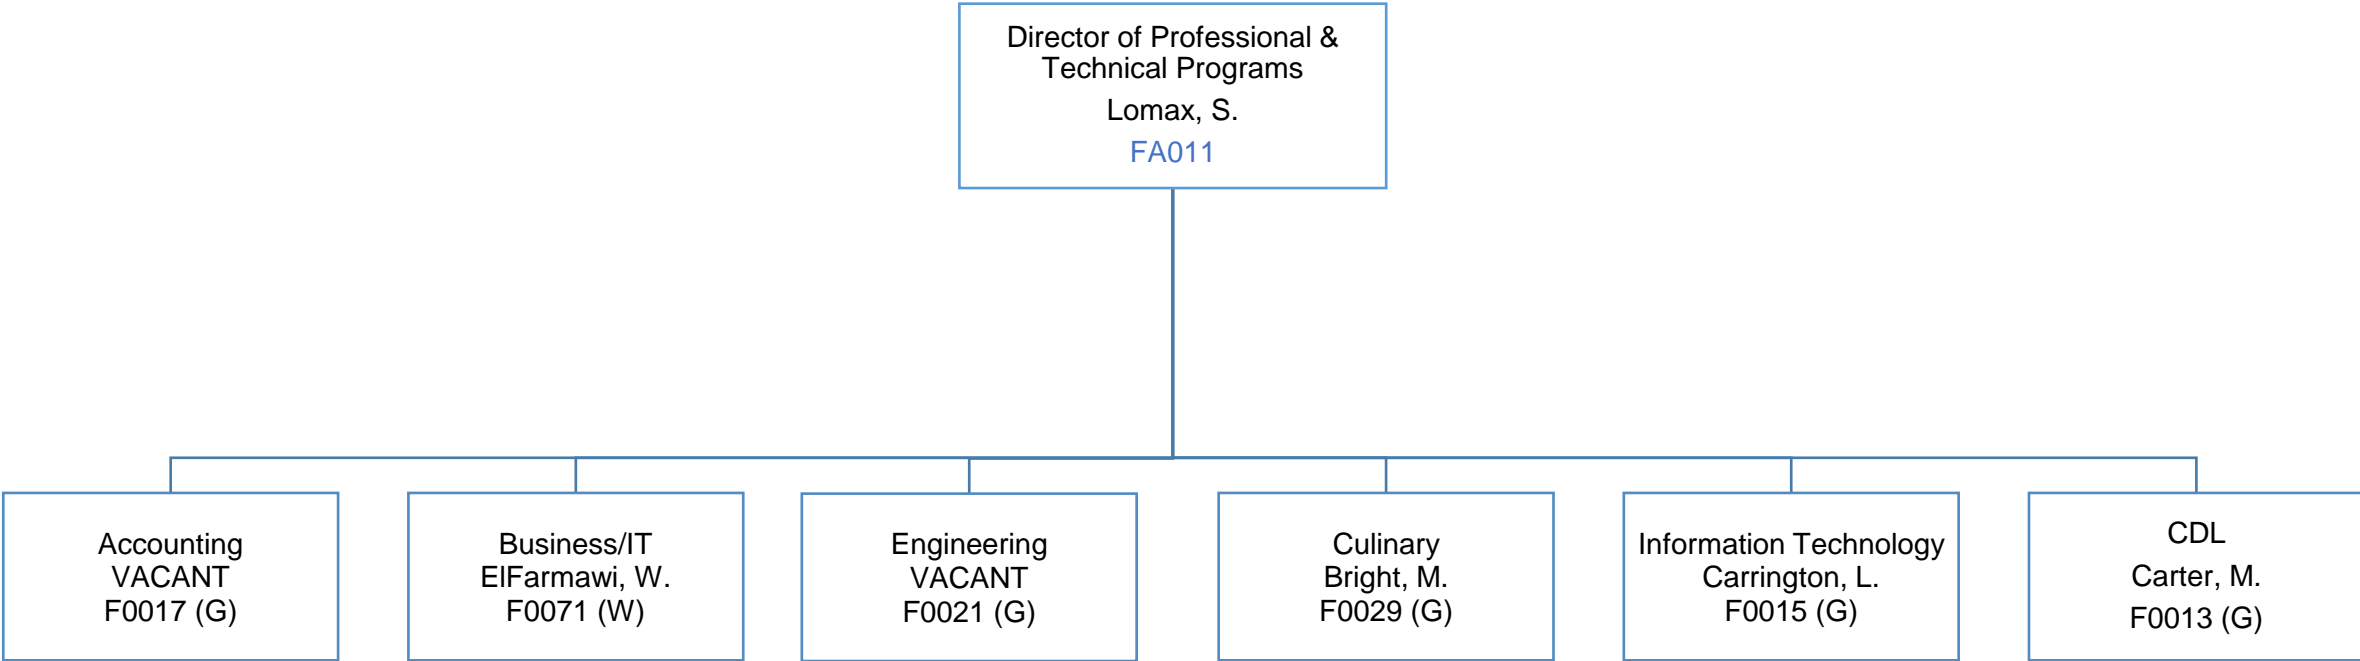 Director of Professional &
Technical Programs
Lomax, S.
FA011
Accounting
VACANT
F0017 (G)
Business/IT
ElFarmawi, W.
F0071 (W)
Engineering
VACANT
F0021 (G)
Culinary
Bright, M.
F0029 (G)
Information Technology
Carrington, L.
F0015 (G)
CDL
Carter, M.
F0013 (G)